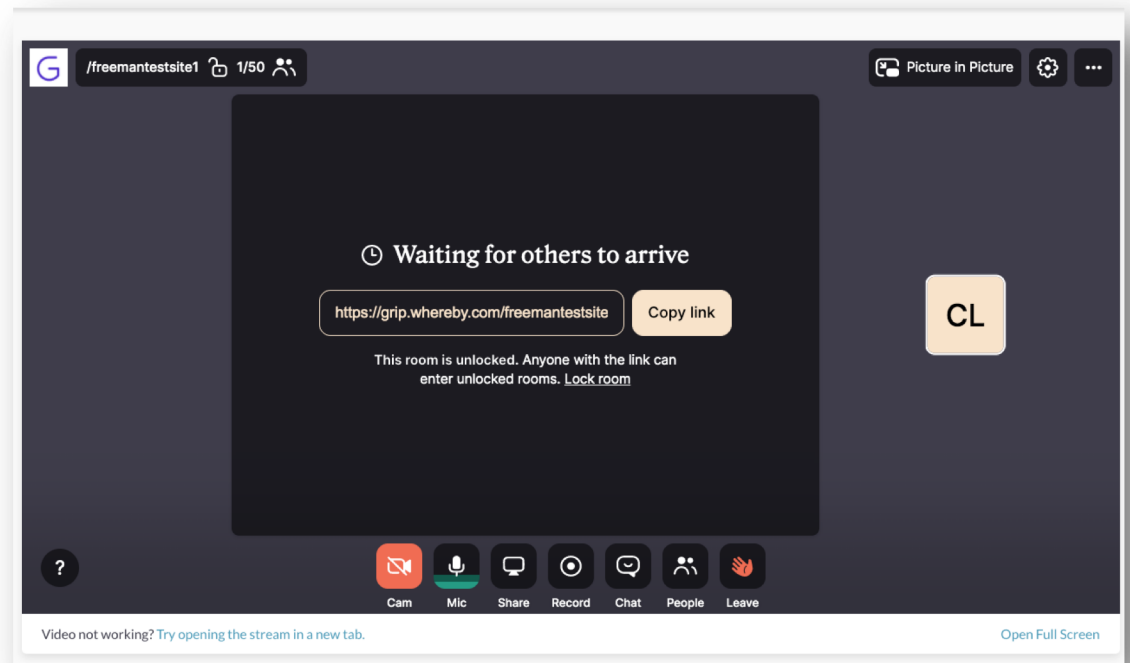 G /freemantestsite1 1/50 Picture in Picture
Waiting for others to arrive
https://grip.whereby.com/freemantestsite Copy link
This room is unlocked. Anyone with the link can
enter unlocked rooms. Lock room
CL
?
Cam Mic Share Record Chat People Leave
Video not working? Try opening the stream in a new tab. Open Full Screen